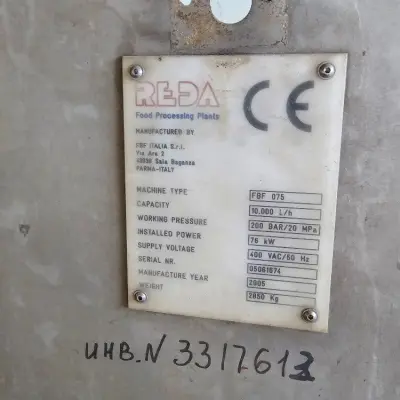 REDA
Food Processing Plants
CE
MANUFACTURED BY
FBF ITALIA S.r.l.
Via Are 2
43038 Sala Baganza
PARMA-ITALY
MACHINE TYPE FBF 075
CAPACITY 10.000 L/h
WORKING PRESSURE 200 BAR/20 MPa
INSTALLED POWER 76 kW
SUPPLY VOLTAGE 400 VAC/50 Hz
SERIAL NR. 05061674
MANUFACTURE YEAR 2005
WEIGHT 2850 Kg
ИНВ.N 331761